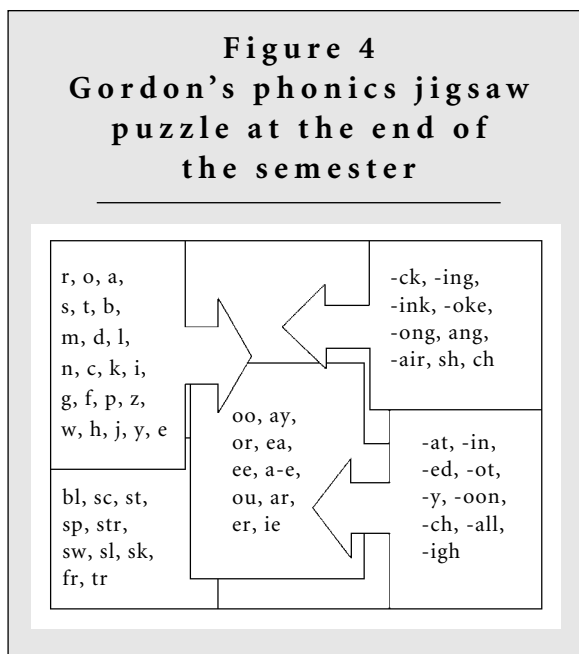 Figure 4
Gordon's phonics jigsaw
puzzle at the end of
the semester
r, o, a,
s, t, b,
m, d, l,
n, c, k, i,
g, f, p, z,
w, h, j, y, e
-ck, -ing,
-ink, -oke,
-ong, ang,
-air, sh, ch
oo, ay,
or, ea,
ee, a-e,
ou, ar,
er, ie
bl, sc, st,
sp, str,
sw, sl, sk,
fr, tr
-at, -in,
-ed, -ot,
-y, -oon,
-ch, -all,
-igh